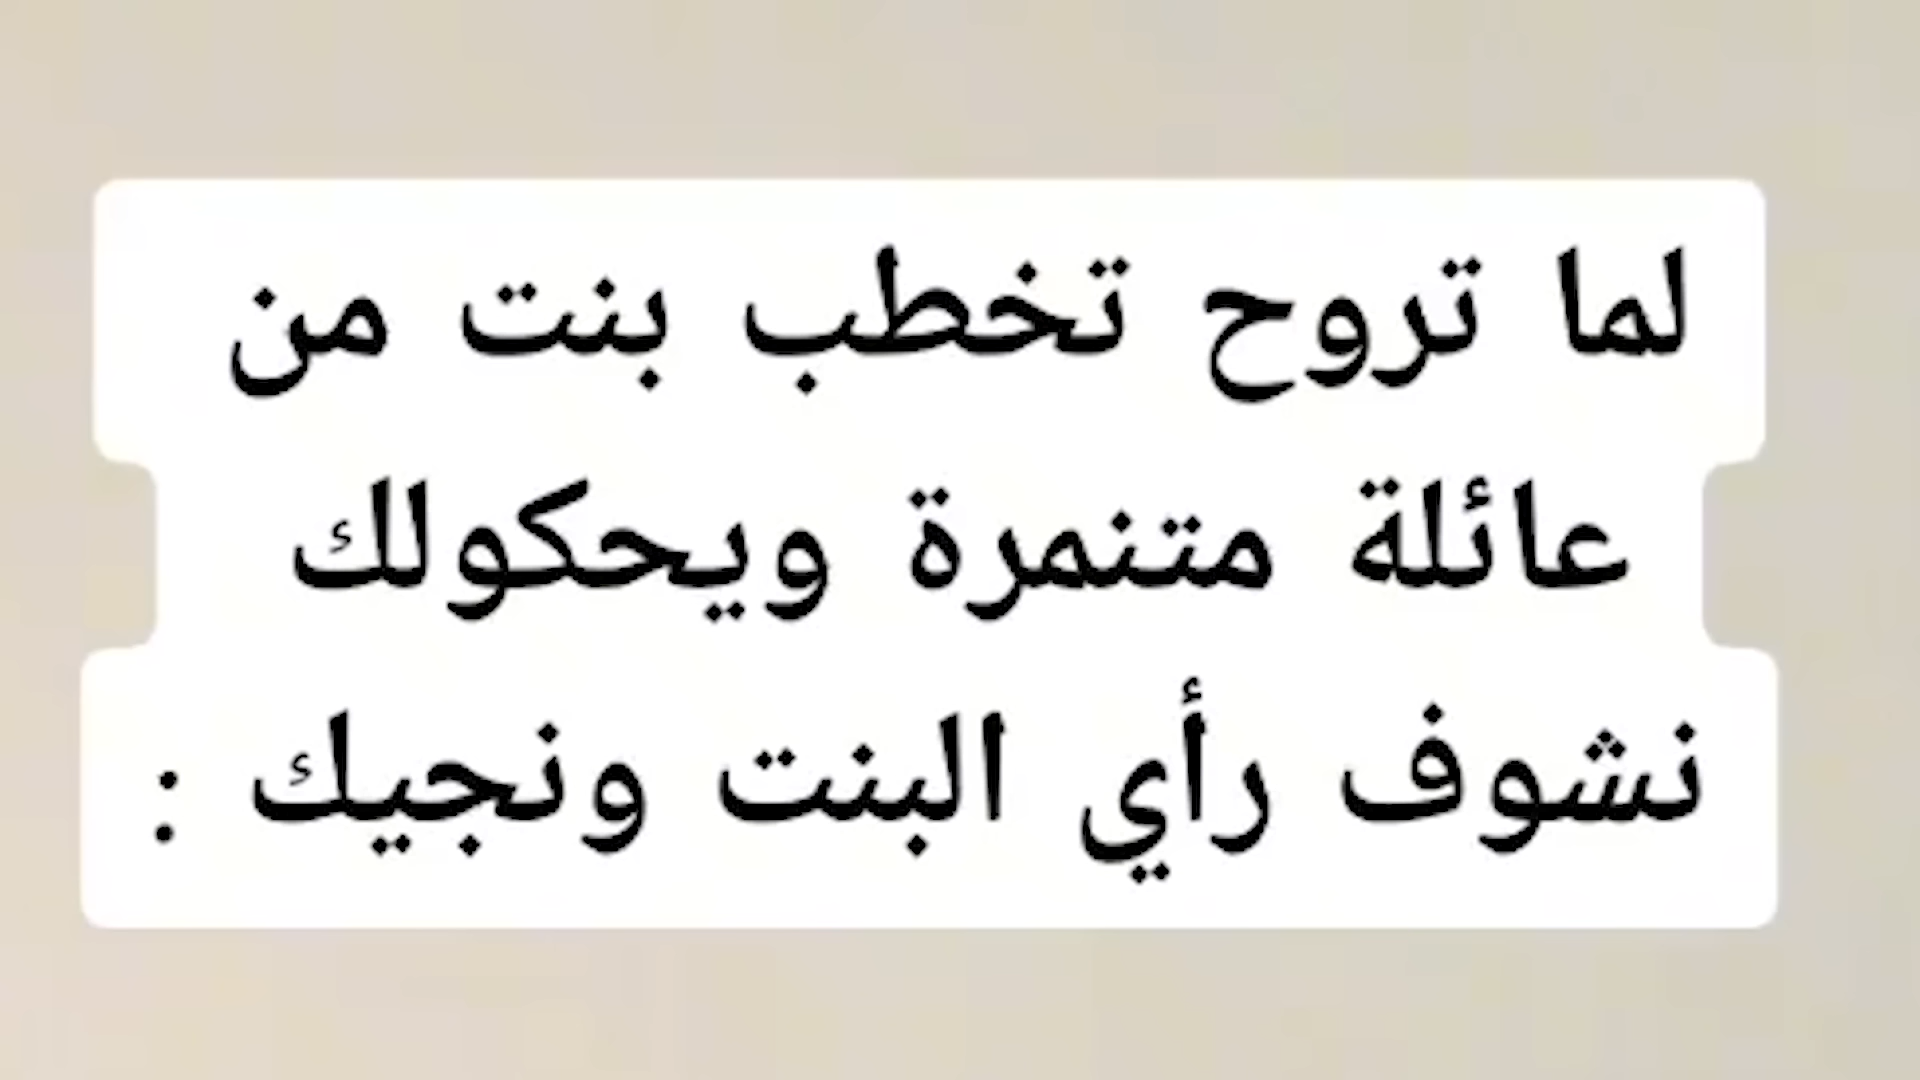 لما تروح تخطب بنت من
عائلة متنمرة ويحكولك
نشوف رأي البنت ونجيك :